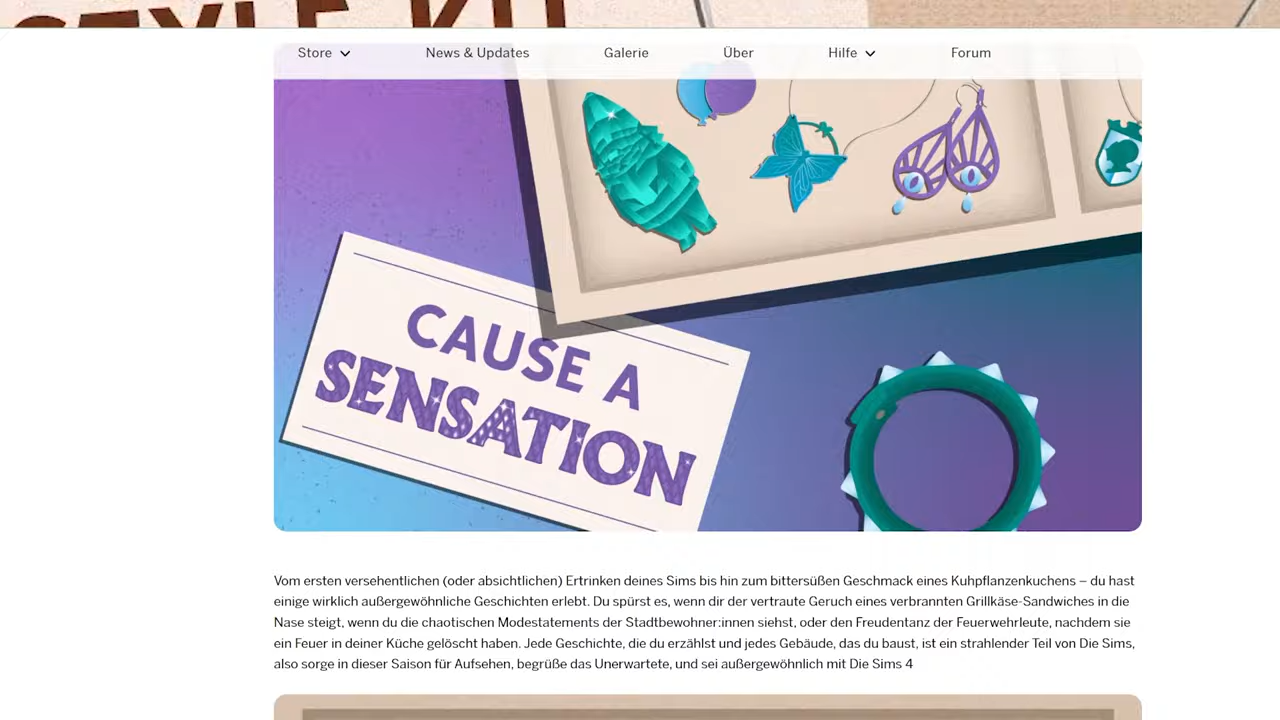 STYLE KIT
Store
News & Updates
Galerie
Über
Hilfe
Forum
CAUSE A
SENSATION
Vom ersten versehentlichen (oder absichtlichen) Ertrinken deines Sims bis hin zum bittersüßen Geschmack eines Kuhpflanzenkuchens – du hast
einige wirklich außergewöhnliche Geschichten erlebt. Du spürst es, wenn dir der vertraute Geruch eines verbrannten Grillkäse-Sandwiches in die
Nase steigt, wenn du die chaotischen Modestatements der Stadtbewohner:innen siehst, oder den Freudentanz der Feuerwehrleute, nachdem sie
ein Feuer in deiner Küche gelöscht haben. Jede Geschichte, die du erzählst und jedes Gebäude, das du baust, ist ein strahlender Teil von Die Sims,
also sorge in dieser Saison für Aufsehen, begrüße das Unerwartete, und sei außergewöhnlich mit Die Sims 4